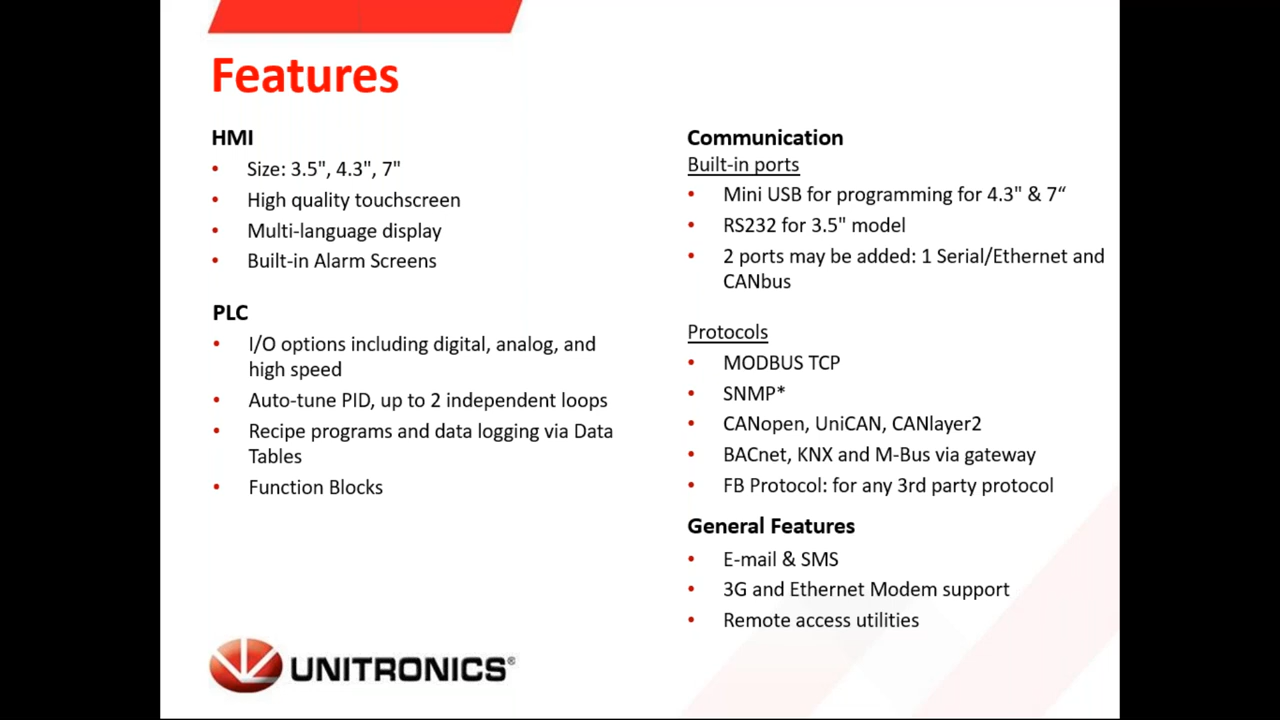 Features
HMI
• Size: 3.5", 4.3", 7"
• High quality touchscreen
• Multi-language display
• Built-in Alarm Screens
PLC
• I/O options including digital, analog, and
high speed
• Auto-tune PID, up to 2 independent loops
• Recipe programs and data logging via Data
Tables
• Function Blocks
Communication
Built-in ports
• Mini USB for programming for 4.3" & 7“
• RS232 for 3.5" model
• 2 ports may be added: 1 Serial/Ethernet and
CANbus
Protocols
• MODBUS TCP
• SNMP*
• CANopen, UniCAN, CANlayer2
• BACnet, KNX and M-Bus via gateway
• FB Protocol: for any 3rd party protocol
General Features
• E-mail & SMS
• 3G and Ethernet Modem support
• Remote access utilities
UNITRONICS®